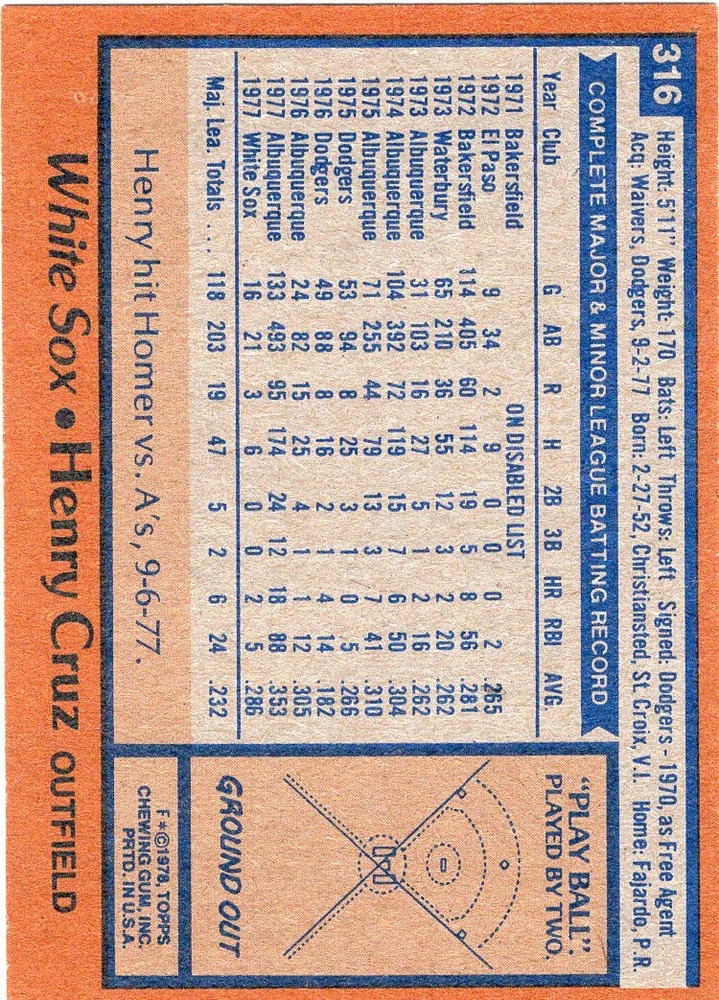 316
Height: 5'11" Weight: 170 Bats: Left Throws: Left Signed: Dodgers - 1970, as Free Agent
Acq. Waivers, Dodgers, 9-2-77 Born: 2-27-52, Christiansted, St. Croix, V.I. Home: Fajardo, P.R.
COMPLETE MAJOR & MINOR LEAGUE BATTING RECORD
Year Club G AB R H 2B 3B HR RBI AVG.
1971 Bakersfield ON DISABLED LIST
1972 El Paso 9 34 2 9 0 0 0 2 .265
1972 Bakersfield 114 405 60 114 19 5 8 56 .281
1973 Waterbury 65 210 36 55 12 3 2 20 .262
1973 Albuquerque 31 103 16 27 5 1 2 16 .262
1974 Albuquerque 104 392 72 119 15 7 6 50 .304
1975 Albuquerque 71 255 44 79 13 3 7 41 .310
1975 Dodgers 53 94 8 25 3 1 0 5 .266
1976 Dodgers 49 88 8 16 2 1 4 14 .182
1976 Albuquerque 24 82 15 25 4 1 1 12 .305
1977 Albuquerque 133 493 95 174 24 12 18 88 .353
1977 White Sox 16 21 3 6 0 0 2 5 .286
Maj. Lea. Totals ... 118 203 19 47 5 2 6 24 .232
Henry hit Homer vs. A's, 9-6-77.
"PLAY BALL".
PLAYED BY TWO.
GROUND OUT
F*©1978, TOPPS
CHEWING GUM, INC.
PRTD. IN U.S.A.
White Sox • Henry Cruz OUTFIELD